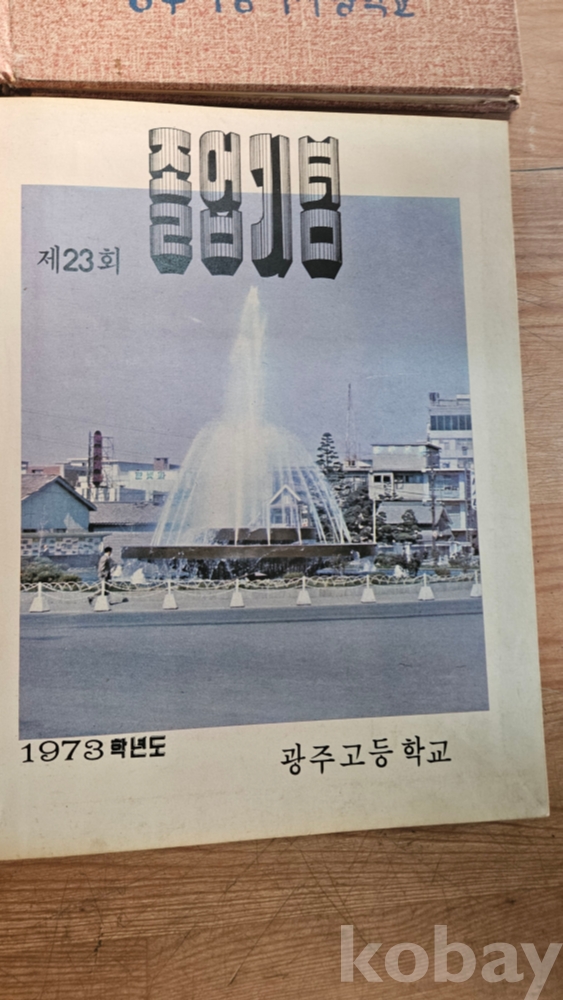 졸업기념
제23회
1973학년도
광주고등학교
kobay